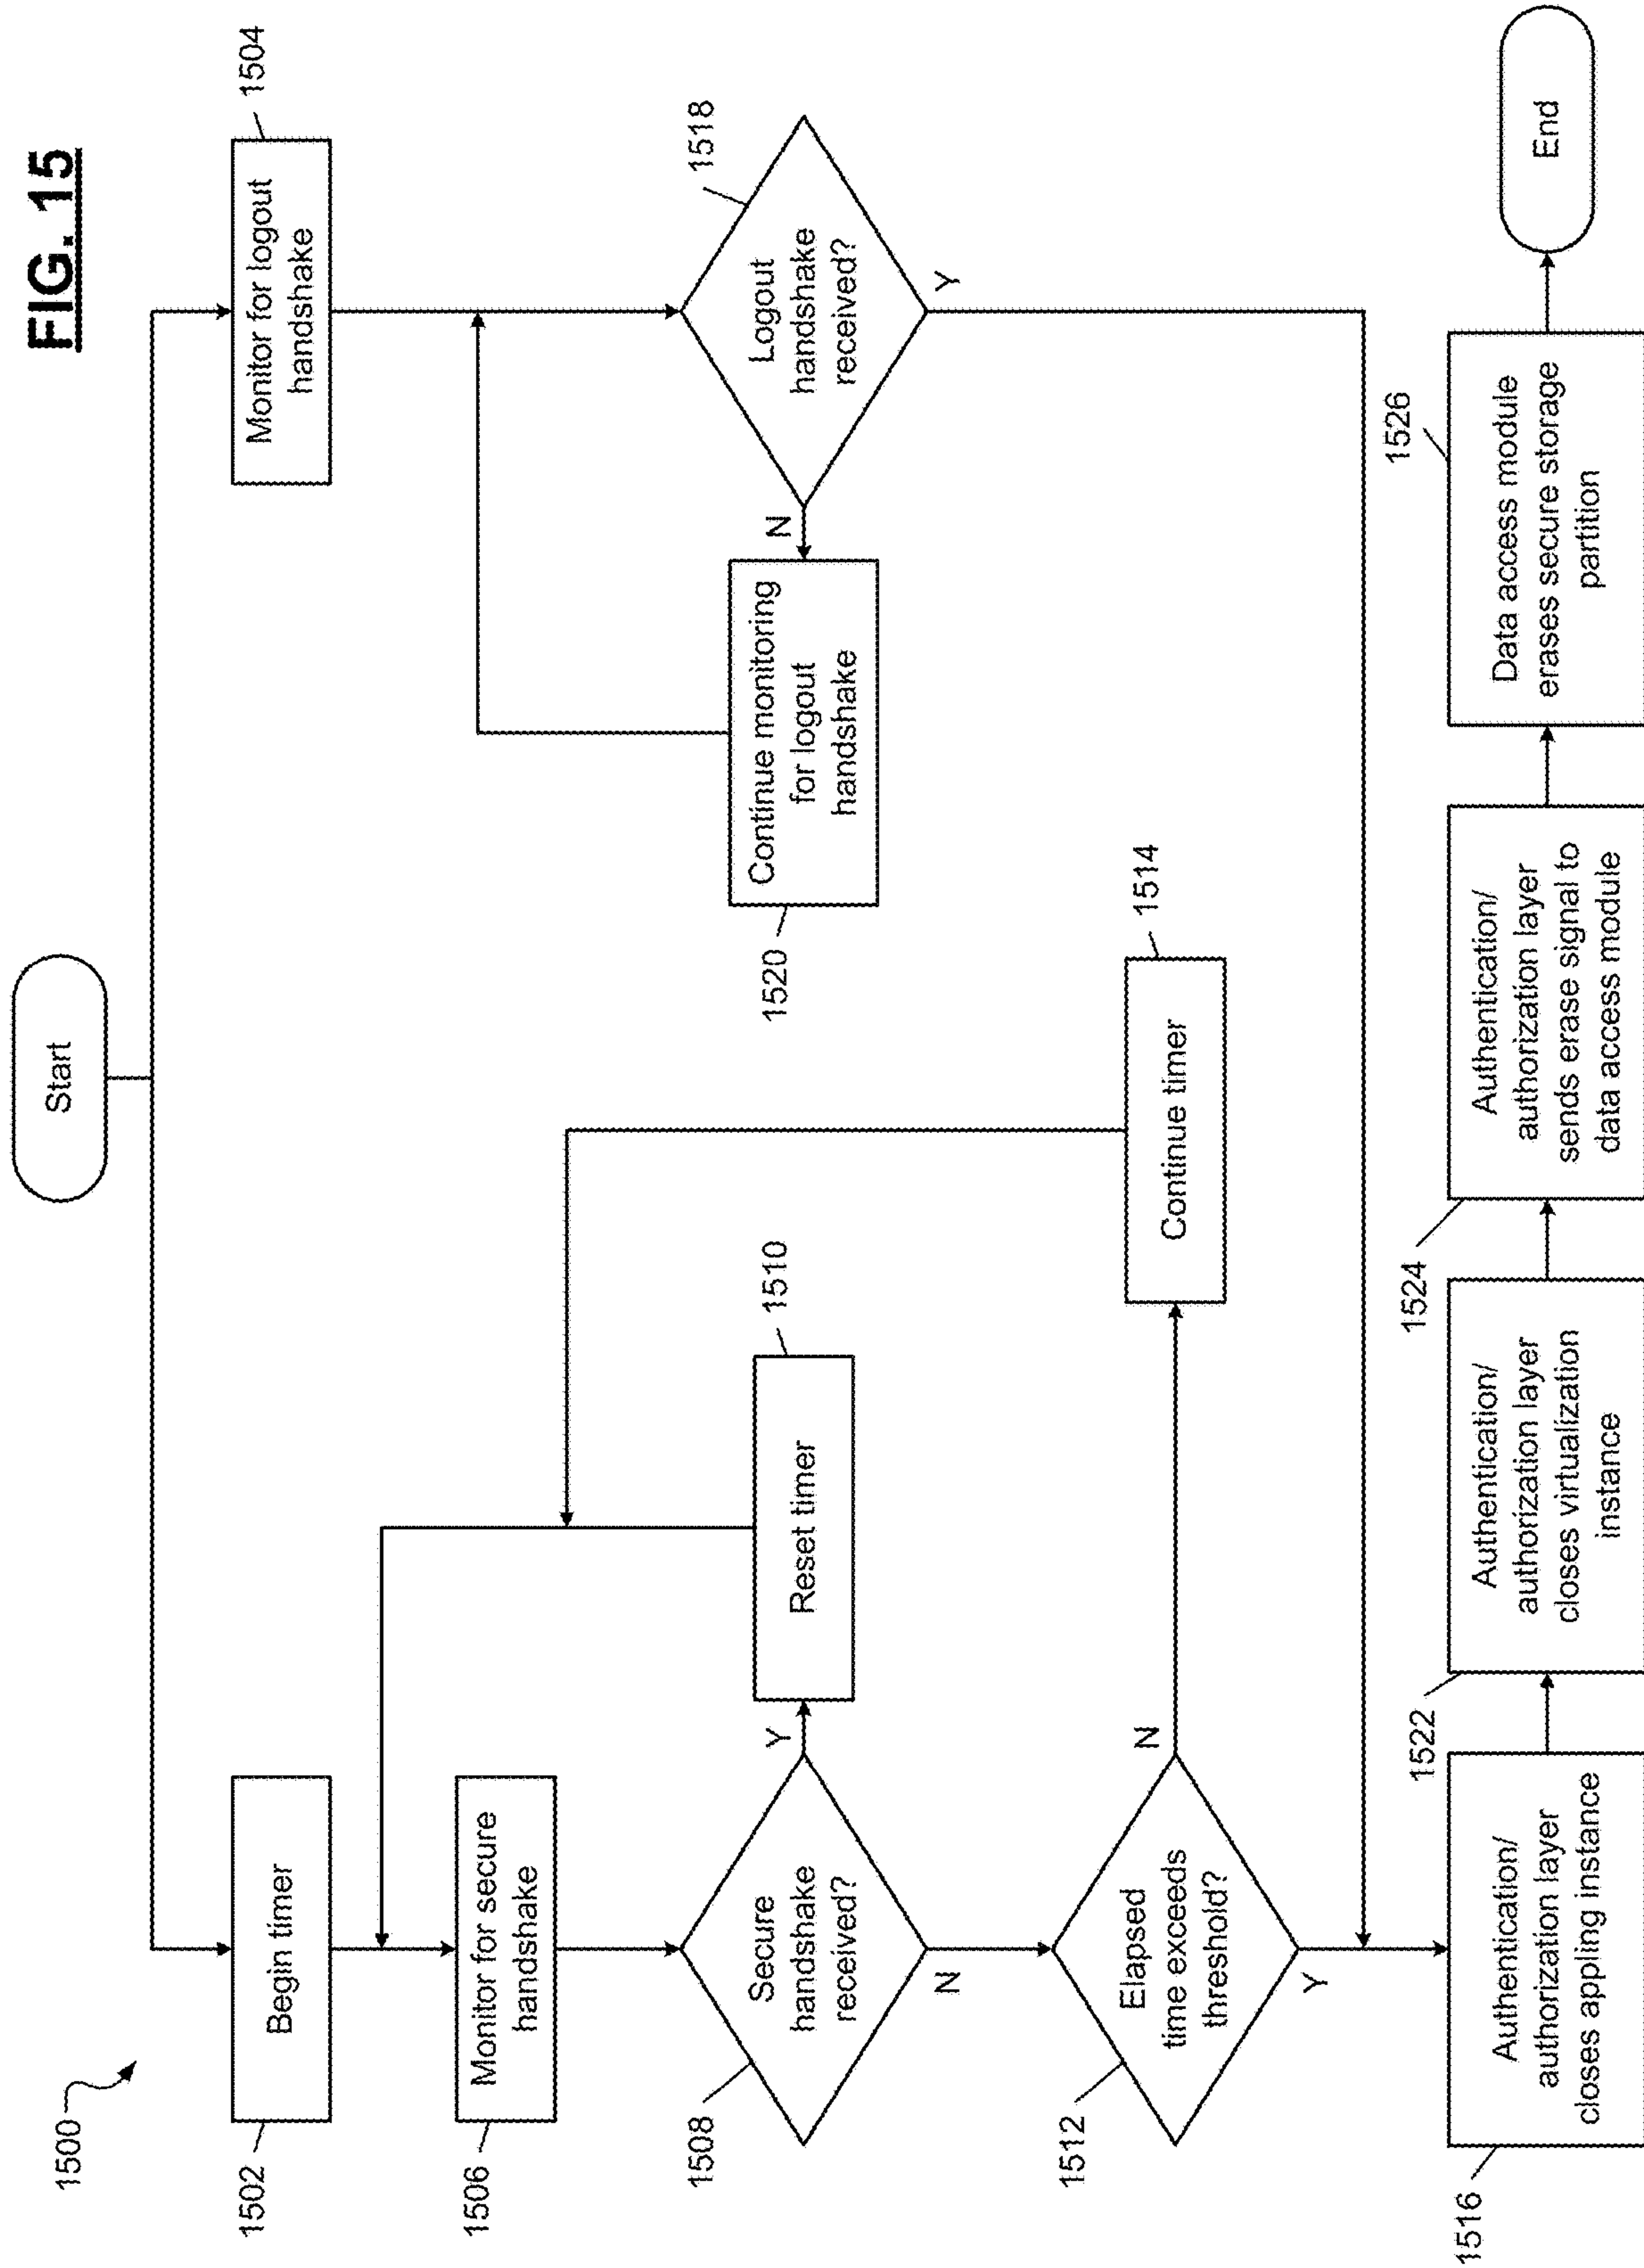 FIG. 15
1500
Start
1502
Begin timer
1504
Monitor for logout
handshake
1506
Monitor for secure
handshake
1508
Secure
handshake
received?
Y
N
1510
Reset timer
1518
Logout
handshake
received?
N
Y
1520
Continue monitoring
for logout
handshake
1512
Elapsed
time exceeds
threshold?
N
Y
1514
Continue timer
1516
Authentication/
authorization layer
closes appling instance
1522
Authentication/
authorization layer
closes virtualization
instance
1524
Authentication/
authorization layer
sends erase signal to
data access module
1526
Data access module
erases secure storage
partition
End